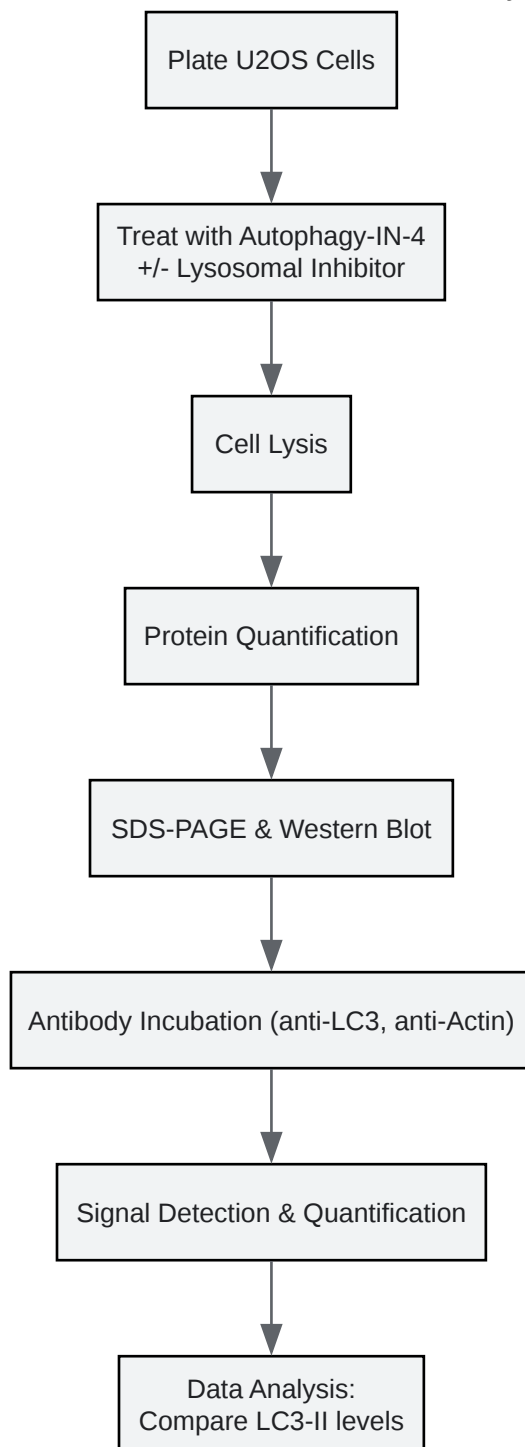 Plate U2OS Cells
Treat with Autophagy-IN-4
+/- Lysosomal Inhibitor
Cell Lysis
Protein Quantification
SDS-PAGE & Western Blot
Antibody Incubation (anti-LC3, anti-Actin)
Signal Detection & Quantification
Data Analysis:
Compare LC3-II levels